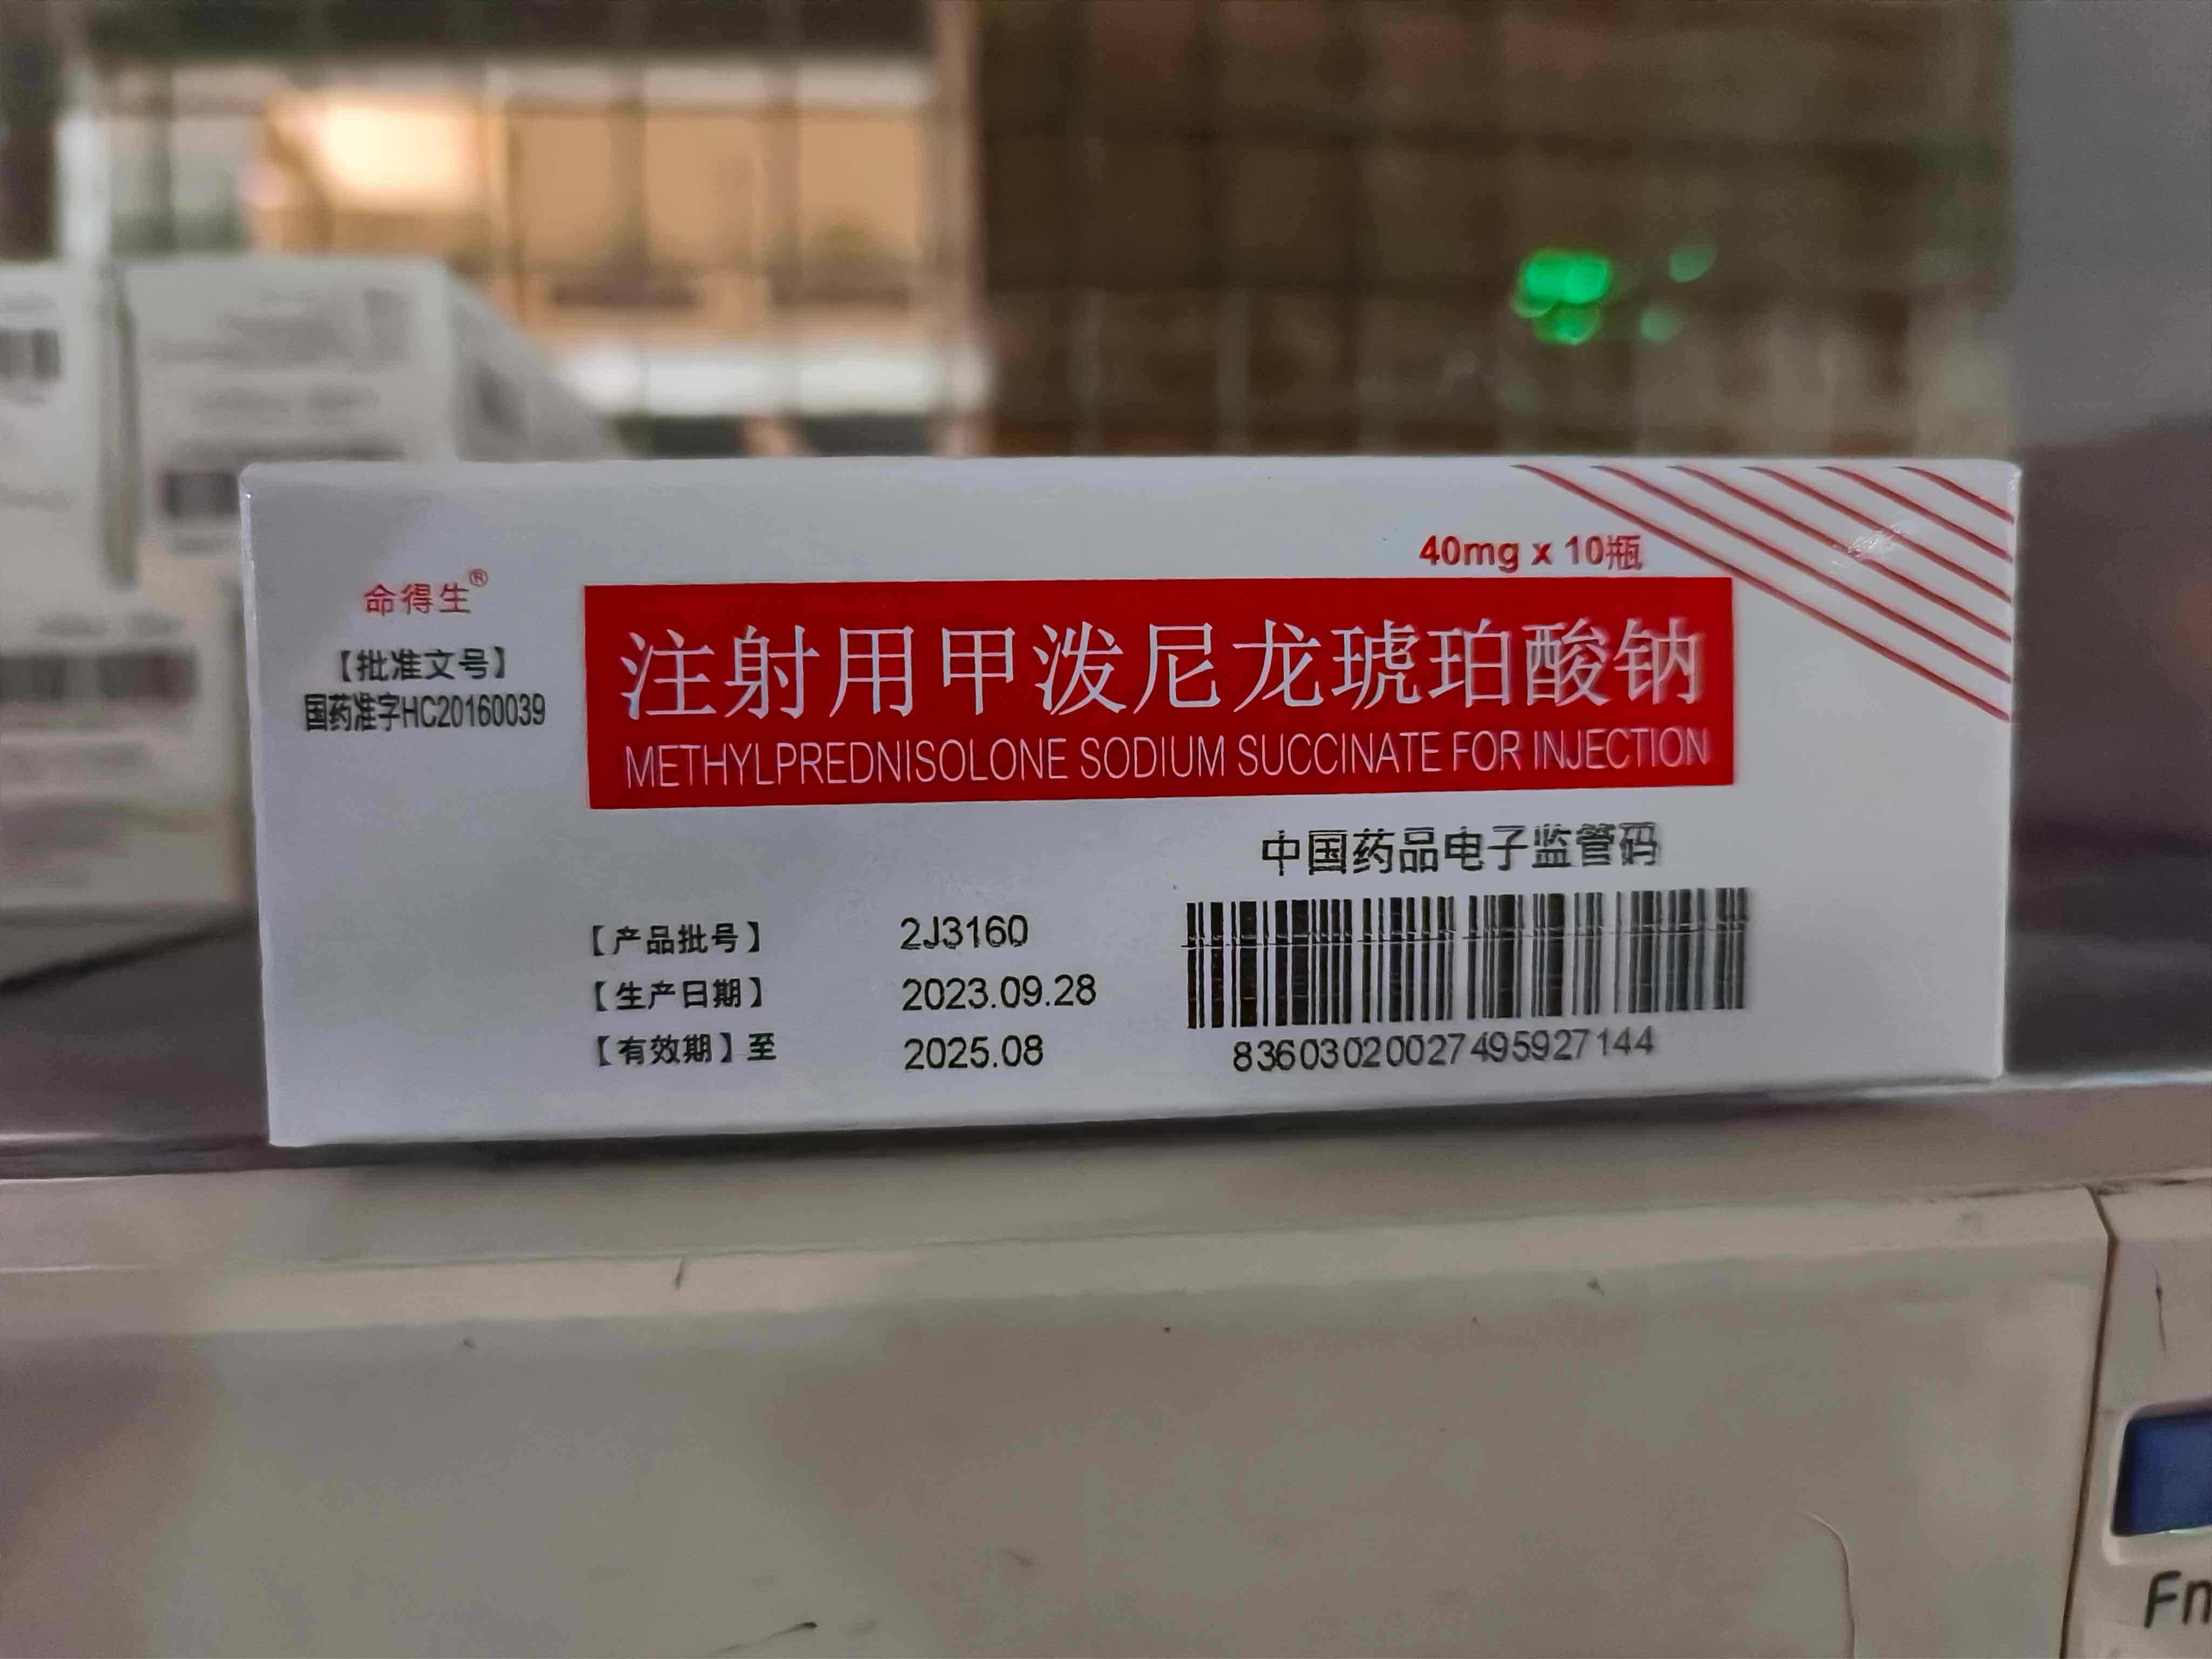 40mg x 10瓶
命得生®
【批准文号】
国药准字HC20160039
注射用甲泼尼龙琥珀酸钠
METHYLPREDNISOLONE SODIUM SUCCINATE FOR INJECTION
中国药品电子监管码
【产品批号】 2J3160
【生产日期】 2023.09.28
【有效期】至 2025.08
83603020027495927144
Fn